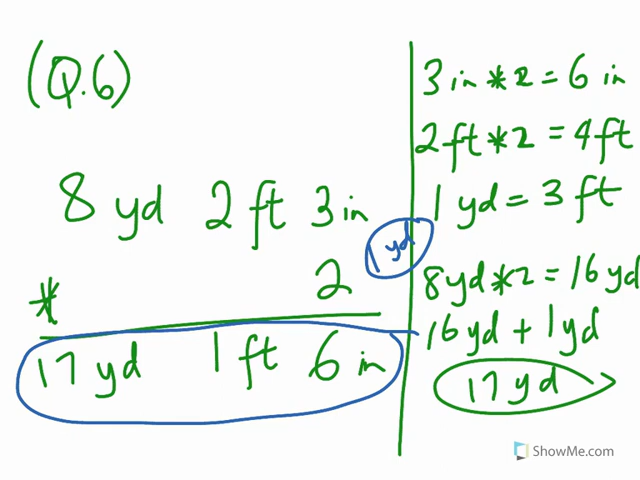 (Q.6)
8 yd 2 ft 3 in
* 2
17 yd 1 ft 6 in
1 yd
3 in * 2 = 6 in
2 ft * 2 = 4 ft
1 yd = 3 ft
8 yd * 2 = 16 yd
16 yd + 1 yd
17 yd
ShowMe.com